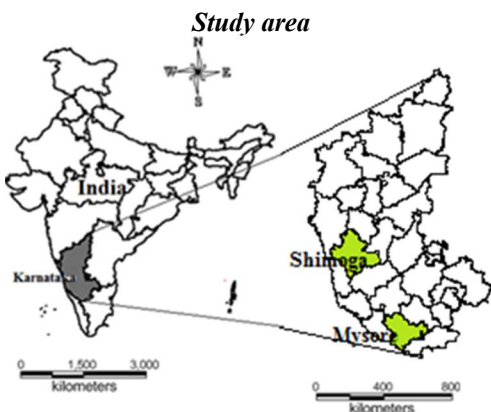 Study area
N
W E
S
India
Karnataka
Shimoga
Mysore
0 1,500 3,000
kilometers
0 400 800
kilometers